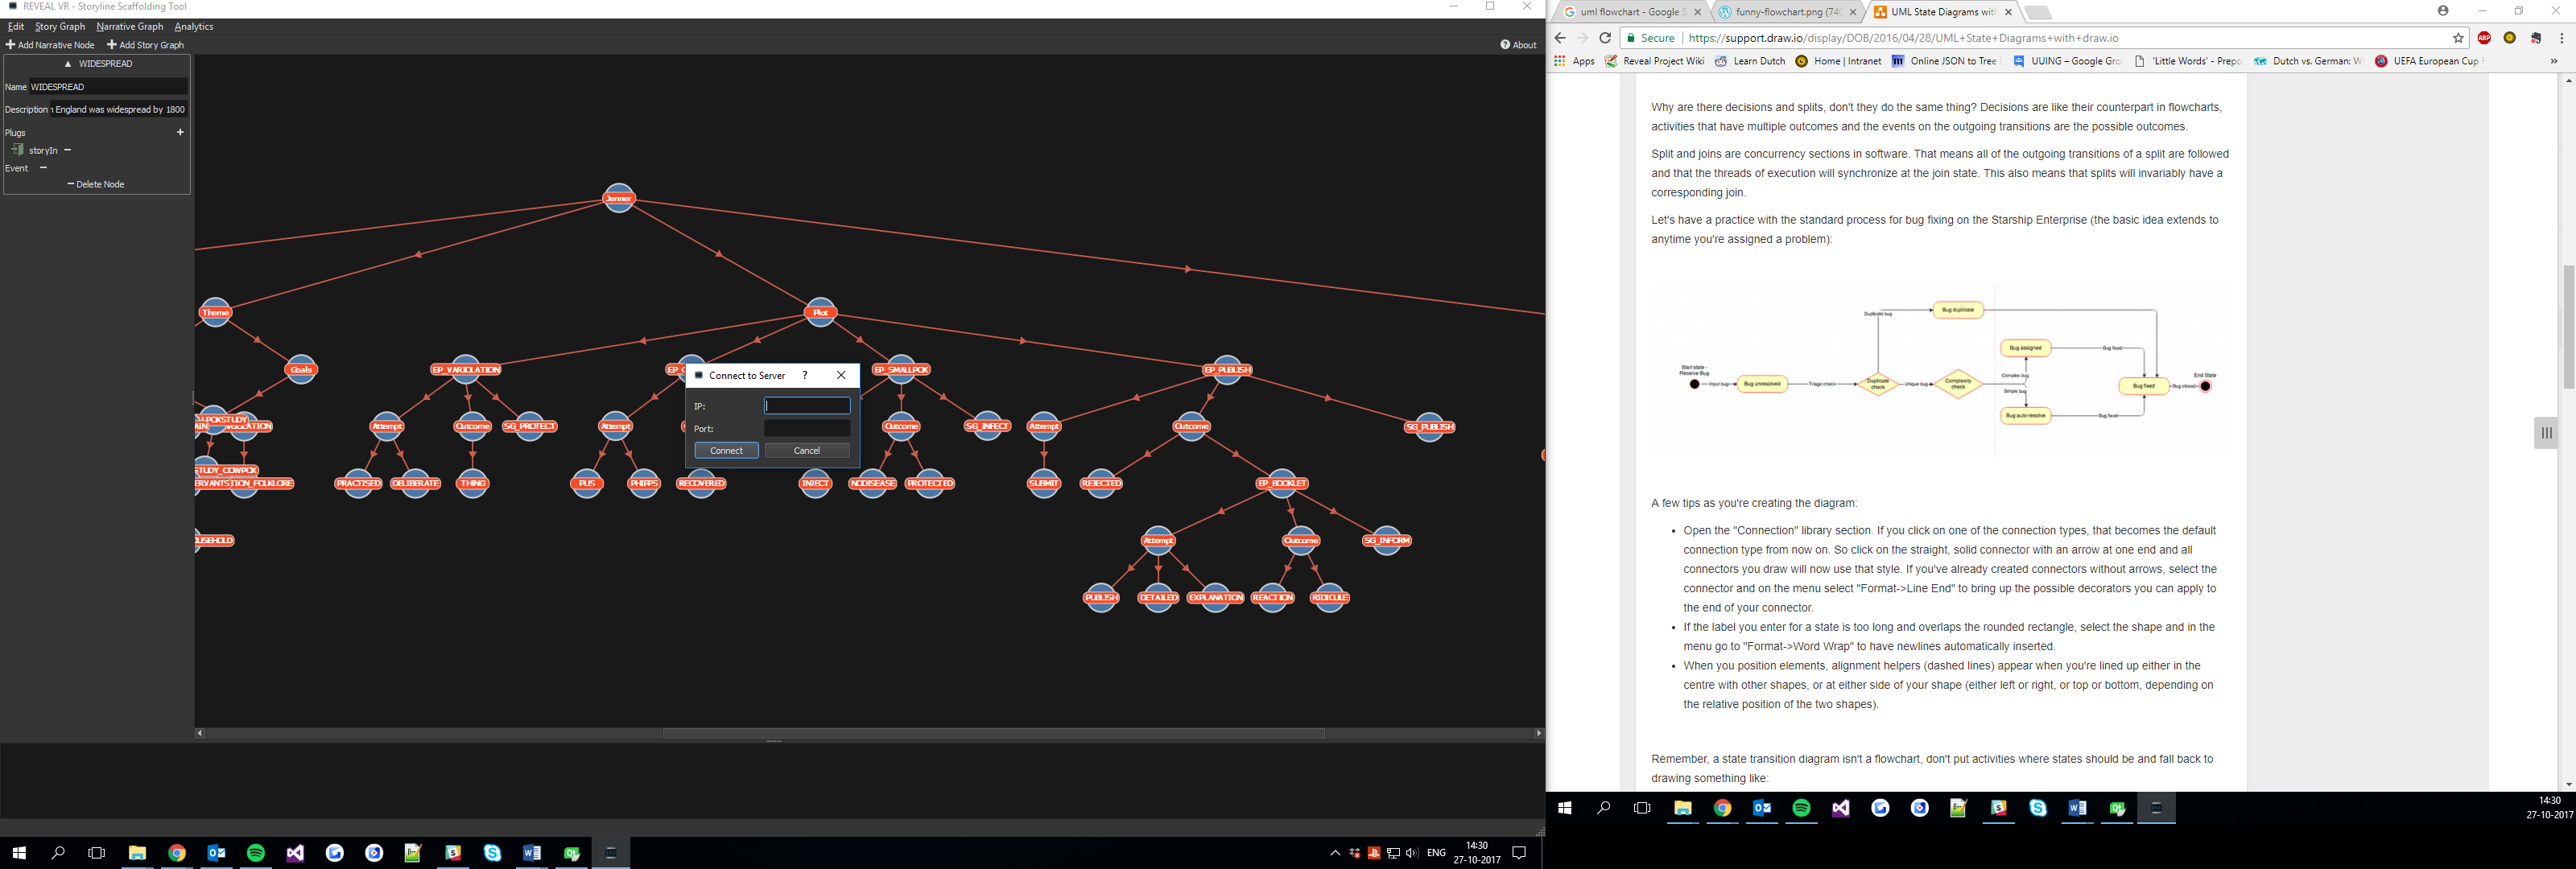 REVEAL VR - Storyline Scaffolding Tool
Edit Story Graph Narrative Graph Analytics
Add Narrative Node Add Story Graph
About
WIDESPREAD
Name WIDESPREAD
Description England was widespread by 1800
Plugs
storyIn
Event
Delete Node
Jenner
Theme
Plot
Goals
EP_VARIOLATION
EP_SMALLPOX
EP_PUBLISH
Attempt
Outcome
SG_PROTECT
Attempt
Outcome
SG_INFECT
Attempt
Outcome
SG_PUBLISH
PRACTISED
DELIBERATE
THING
PUS
PHIPPS
RECOVERED
INJECT
NODISEASE
PROTECTED
SUBMIT
REJECTED
EP_BOOKLET
Attempt
Outcome
SG_INFORM
PUBLISH
DETAILED
EXPLANATION
REACTION
RIDICULE
Connect to Server ?
IP:
Port:
Connect Cancel
ENG
14:30
27-10-2017
uml flowchart - Google S
funny-flowchart.png (740
UML State Diagrams with
Secure https://support.draw.io/display/DOB/2016/04/28/UML+State+Diagrams+with+draw.io
ABP
Apps Reveal Project Wiki Learn Dutch Home | Intranet Online JSON to Tree UUING – Google Gro 'Little Words' - Prepo Dutch vs. German: W UEFA European Cup
Why are there decisions and splits, don't they do the same thing? Decisions are like their counterpart in flowcharts,
activities that have multiple outcomes and the events on the outgoing transitions are the possible outcomes.
Split and joins are concurrency sections in software. That means all of the outgoing transitions of a split are followed
and that the threads of execution will synchronize at the join state. This also means that splits will invariably have a
corresponding join.
Let's have a practice with the standard process for bug fixing on the Starship Enterprise (the basic idea extends to
anytime you're assigned a problem):
Duplicate bug
Bug duplicate
Bug assigned
Bug fixed
Start state -
Receive Bug
Input bug
Bug unresolved
Triage check
Duplicate
check
Unique bug
Complexity
check
Complex bug
Simple bug
Bug auto-resolve
Bug fixed
Bug fixed
Bug closed
End State
A few tips as you're creating the diagram:
Open the "Connection" library section. If you click on one of the connection types, that becomes the default
connection type from now on. So click on the straight, solid connector with an arrow at one end and all
connectors you draw will now use that style. If you've already created connectors without arrows, select the
connector and on the menu select "Format->Line End" to bring up the possible decorators you can apply to
the end of your connector.
If the label you enter for a state is too long and overlaps the rounded rectangle, select the shape and in the
menu go to "Format->Word Wrap" to have newlines automatically inserted.
When you position elements, alignment helpers (dashed lines) appear when you're lined up either in the
centre with other shapes, or at either side of your shape (either left or right, or top or bottom, depending on
the relative position of the two shapes).
Remember, a state transition diagram isn't a flowchart, don't put activities where states should be and fall back to
drawing something like:
14:30
27-10-2017